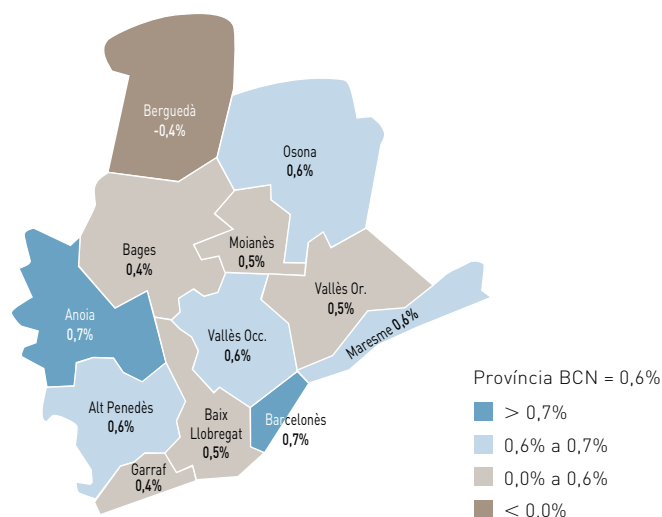 Berguedà
-0,4%
Osona
0,6%
Bages
0,4%
Moianès
0,5%
Vallès Or.
0,5%
Anoia
0,7%
Vallès Occ.
0,6%
Maresme 0,6%
Alt Penedès
0,6%
Baix
Llobregat
0,5%
Barcelonès
0,7%
Garraf
0,4%
Província BCN = 0,6%
> 0,7%
0,6% a 0,7%
0,0% a 0,6%
< 0,0%